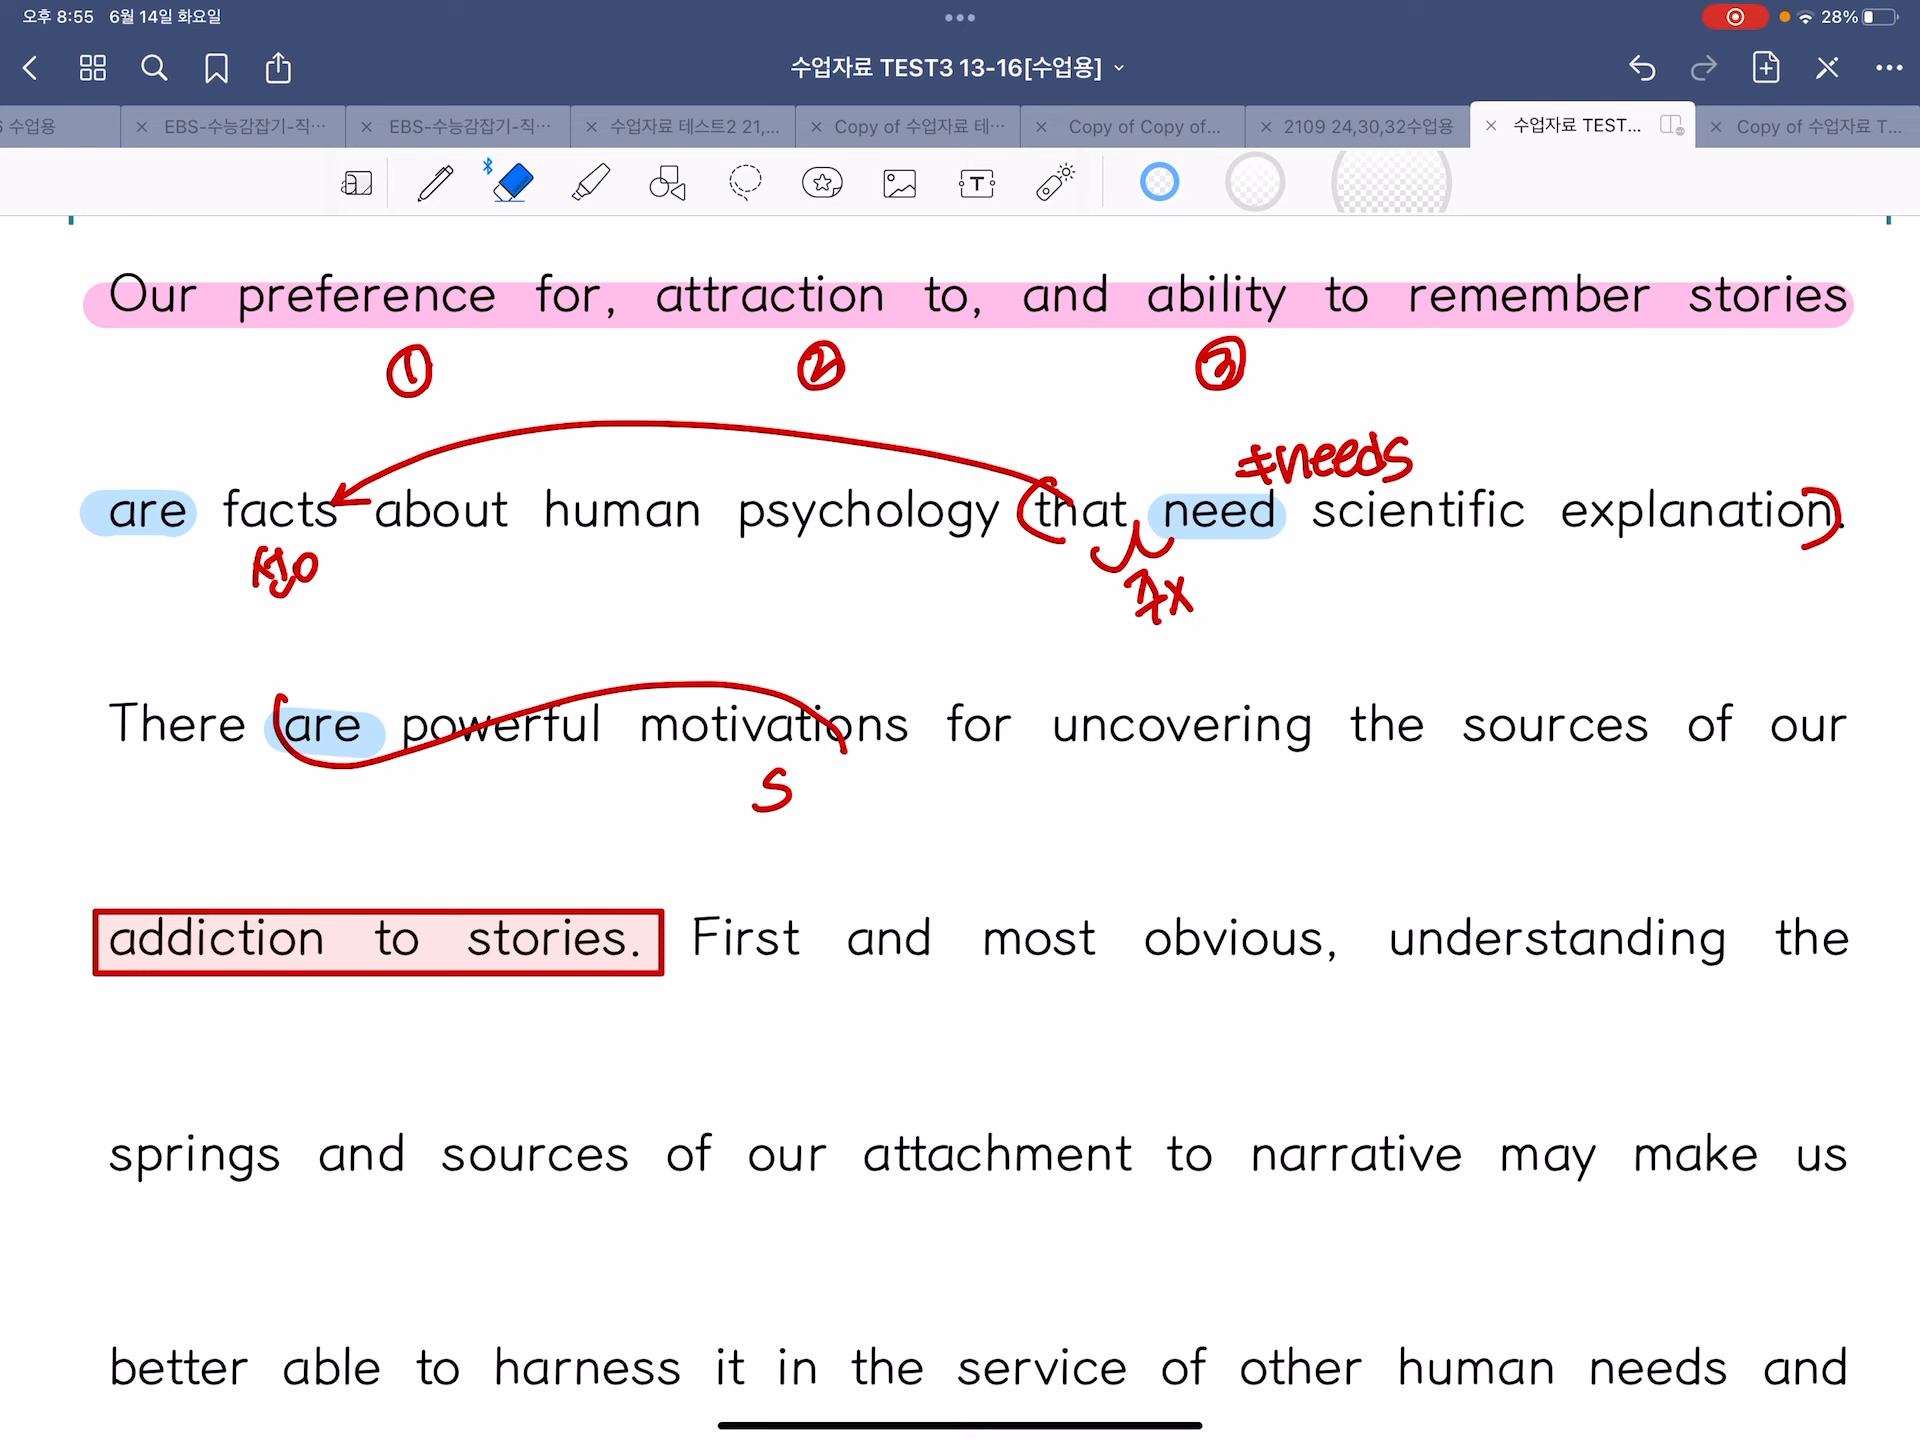 오후 8:55 6월 14일 화요일
28%
수업자료 TEST3 13-16[수업용]
수업용
EBS-수능감잡기-직…
EBS-수능감잡기-직…
수업자료 테스트2 21,...
Copy of 수업자료 테…
Copy of Copy of...
2109 24,30,32수업용
수업자료 TEST...
Copy of 수업자료 T...
Our preference for, attraction to, and ability to remember stories
① ② ③
≠needs
are facts about human psychology (that need scientific explanation).
There are powerful motivations for uncovering the sources of our
S
addiction to stories. First and most obvious, understanding the
springs and sources of our attachment to narrative may make us
better able to harness it in the service of other human needs and